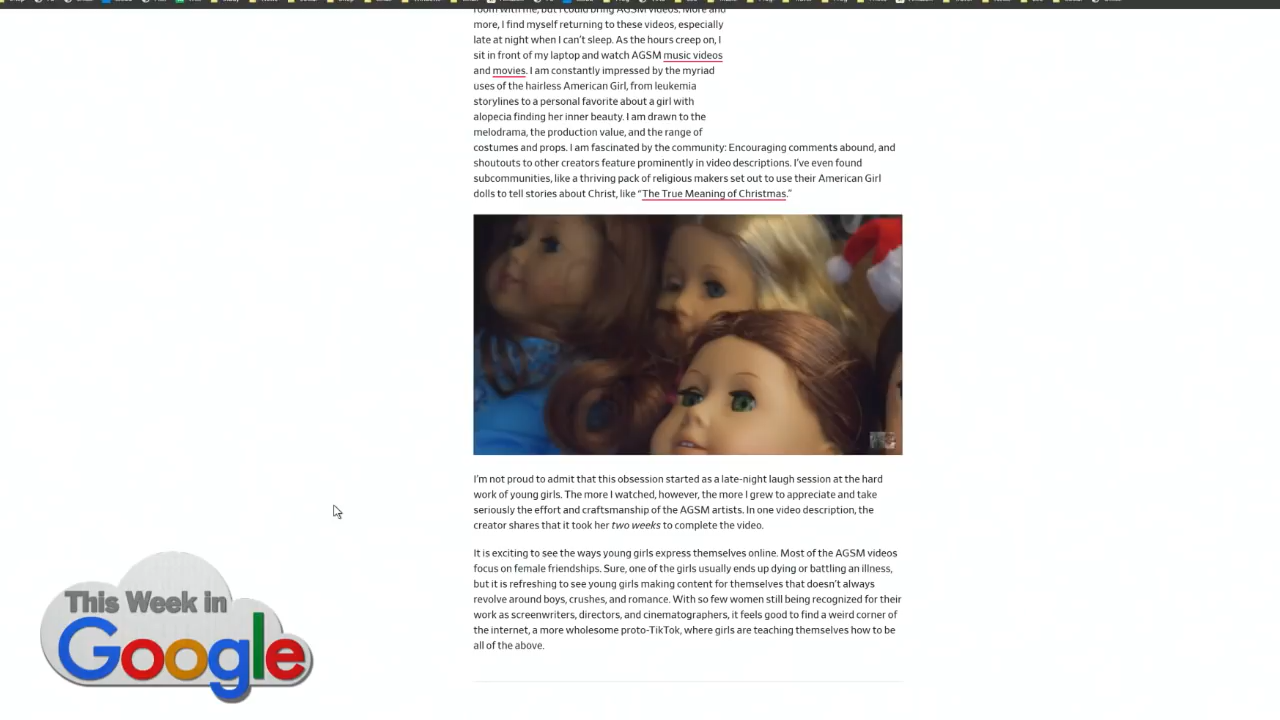 room with me, but I could bring AGSM videos. More and
more, I find myself returning to these videos, especially
late at night when I can't sleep. As the hours creep on, I
sit in front of my laptop and watch AGSM music videos
and movies. I am constantly impressed by the myriad
uses of the hairless American Girl, from leukemia
storylines to a personal favorite about a girl with
alopecia finding her inner beauty. I am drawn to the
melodrama, the production value, and the range of
costumes and props. I am fascinated by the community: Encouraging comments abound, and
shoutouts to other creators feature prominently in video descriptions. I've even found
subcommunities, like a thriving pack of religious makers set out to use their American Girl
dolls to tell stories about Christ, like “The True Meaning of Christmas.”
I'm not proud to admit that this obsession started as a late-night laugh session at the hard
work of young girls. The more I watched, however, the more I grew to appreciate and take
seriously the effort and craftsmanship of the AGSM artists. In one video description, the
creator shares that it took her two weeks to complete the video.
It is exciting to see the ways young girls express themselves online. Most of the AGSM videos
focus on female friendships. Sure, one of the girls usually ends up dying or battling an illness,
but it is refreshing to see young girls making content for themselves that doesn't always
revolve around boys, crushes, and romance. With so few women still being recognized for their
work as screenwriters, directors, and cinematographers, it feels good to find a weird corner of
the internet, a more wholesome proto-TikTok, where girls are teaching themselves how to be
all of the above.
This Week in
Google